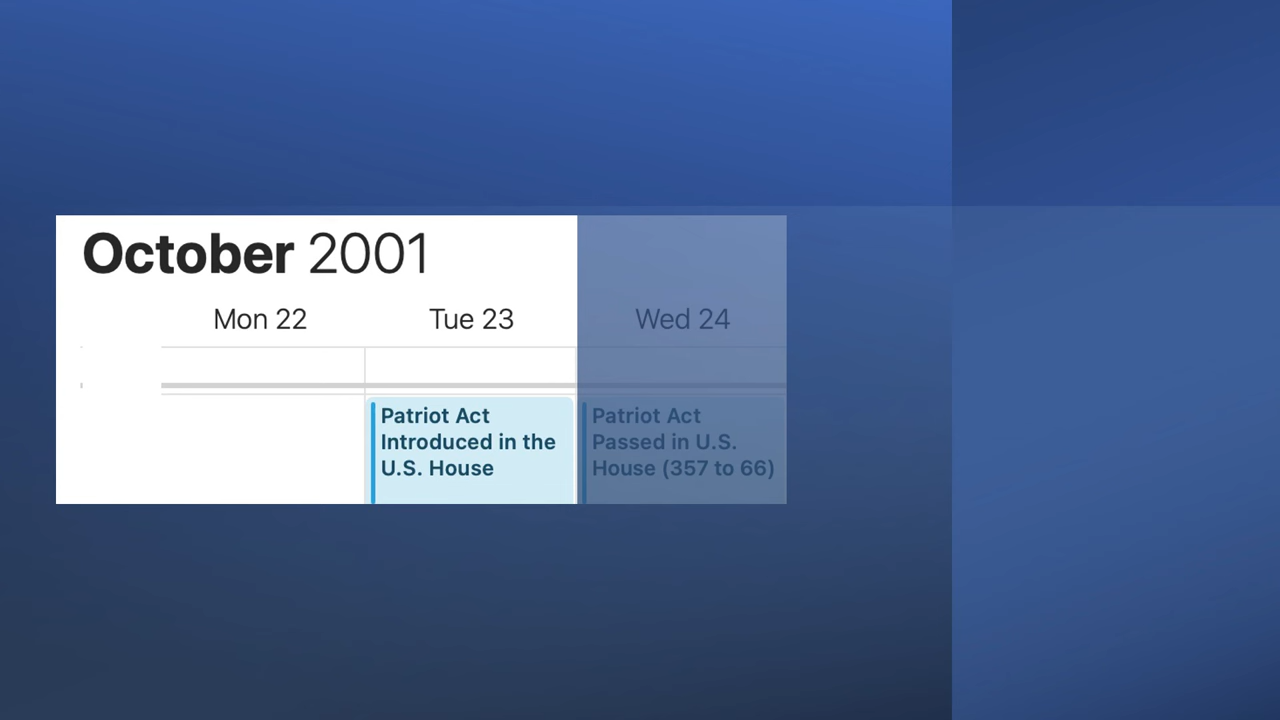 October 2001
Mon 22 Tue 23 Wed 24
Patriot Act
Introduced in the
U.S. House
Patriot Act
Passed in U.S.
House (357 to 66)